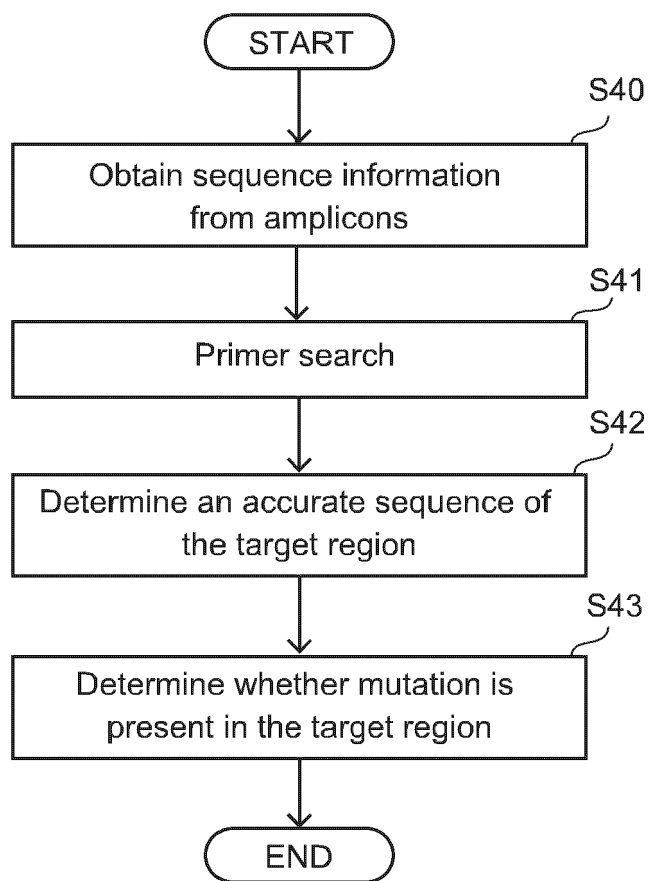 START
S40
Obtain sequence information
from amplicons
S41
Primer search
S42
Determine an accurate sequence of
the target region
S43
Determine whether mutation is
present in the target region
END